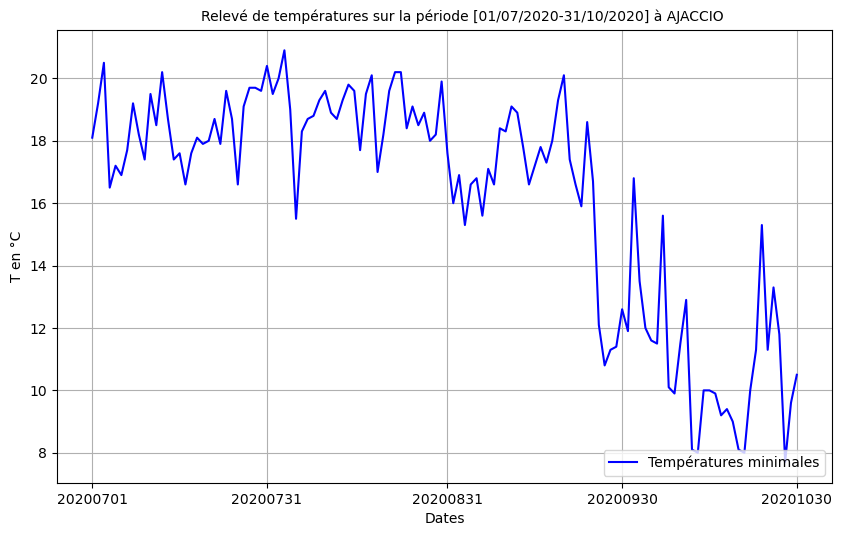 Relevé de températures sur la période [01/07/2020-31/10/2020] à AJACCIO
T en °C
20
18
16
14
12
10
8
Températures minimales
20200701 20200731 20200831 20200930 20201030
Dates